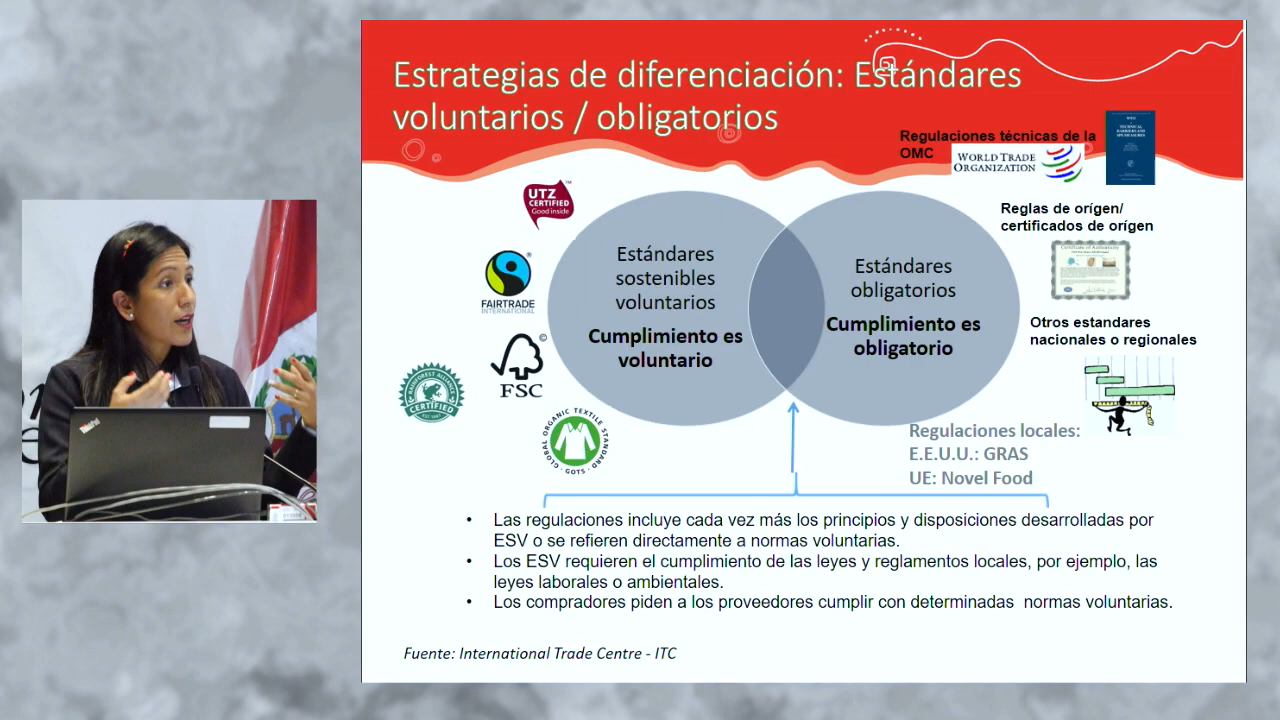 Estrategias de diferenciación: Estándares
voluntarios / obligatorios
Regulaciones técnicas de la
OMC
WORLD TRADE
ORGANIZATION
UTZ
CERTIFIED
Good inside
Reglas de orígen/
certificados de orígen
Estándares
sostenibles
voluntarios
Cumplimiento es
voluntario
Estándares
obligatorios
Cumplimiento es
obligatorio
FAIRTRADE
INTERNATIONAL
Otros estandares
nacionales o regionales
FSC
RAINFOREST ALLIANCE
CERTIFIED
GLOBAL ORGANIC TEXTILE STANDARD
· GOTS ·
Regulaciones locales:
E.E.U.U.: GRAS
UE: Novel Food
• Las regulaciones incluye cada vez más los principios y disposiciones desarrolladas por
ESV o se refieren directamente a normas voluntarias.
• Los ESV requieren el cumplimiento de las leyes y reglamentos locales, por ejemplo, las
leyes laborales o ambientales.
• Los compradores piden a los proveedores cumplir con determinadas  normas voluntarias.
Fuente: International Trade Centre - ITC
ThinkPad